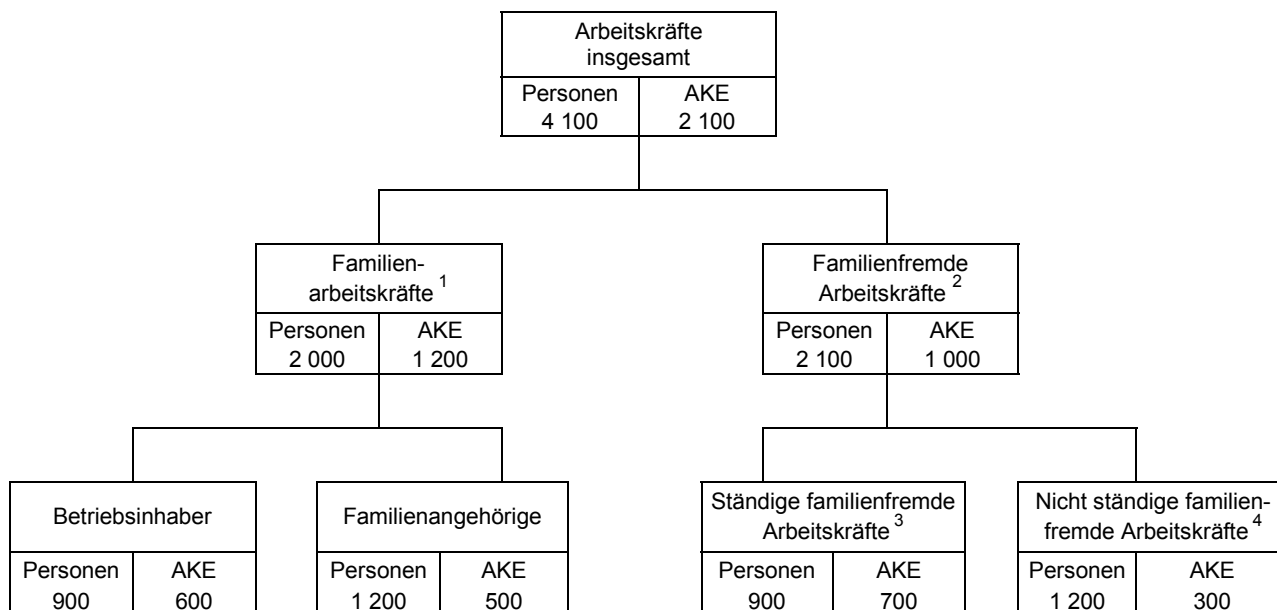 Arbeitskräfte
insgesamt
Personen AKE
4 100 2 100
Familien-
arbeitskräfte 1
Personen AKE
2 000 1 200
Familienfremde
Arbeitskräfte 2
Personen AKE
2 100 1 000
Betriebsinhaber
Personen AKE
900 600
Familienangehörige
Personen AKE
1 200 500
Ständige familienfremde
Arbeitskräfte 3
Personen AKE
900 700
Nicht ständige familien-
fremde Arbeitskräfte 4
Personen AKE
1 200 300